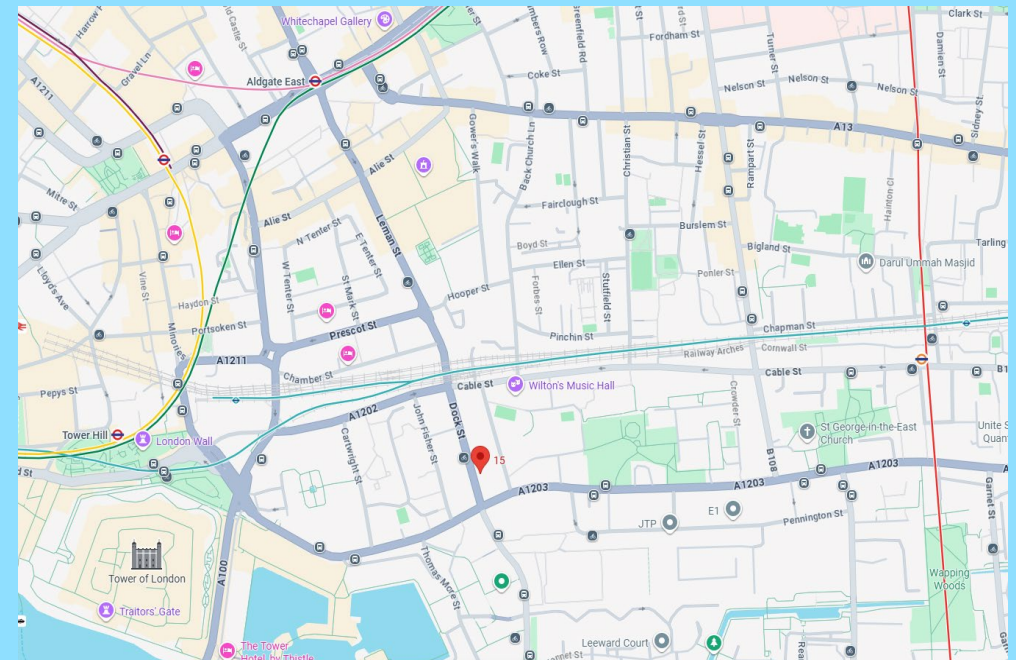 Whitechapel Gallery
Clark St
Fordham St
Greenfield Rd
Turner St
Damien St
Harrow P
Gravel Ln
A1211
Aldgate East
Coke St
Nelson St
Nelson St
Nelson St
Sidney St
A13
Gower's Walk
Back Church Ln
Christian St
Hessel St
Rampart St
Mitre St
Alie St
Alie St
Hainton Cl
Fairclough St
Burslem St
Leman St
N Tenter St
E Tenter St
W Tenter St
St Mark St
Boyd St
Ellen St
Bigland St
Tarling
Darul Ummah Masjid
Ponler St
Lloyd's Ave
Vine St
Haydon St
Hooper St
Forbes St
Stutfield St
Portsoken St
Minories
Prescot St
Pinchin St
Chapman St
Railway Arches
Cornwall St
A1211
Chamber St
Pepys St
Cable St
Wilton's Music Hall
Cable St
Crowder St
A1202
Dock St
John Fisher St
Cartwright St
Tower Hill
London Wall
St George-in-the-East
Church
B108
15
A1203
A1203
A1203
Garnet St
JTP
E1
Pennington St
Thomas More St
A100
Tower of London
Traitors' Gate
Wapping
Woods
The Tower
Hotel by Thistle
Leeward Court